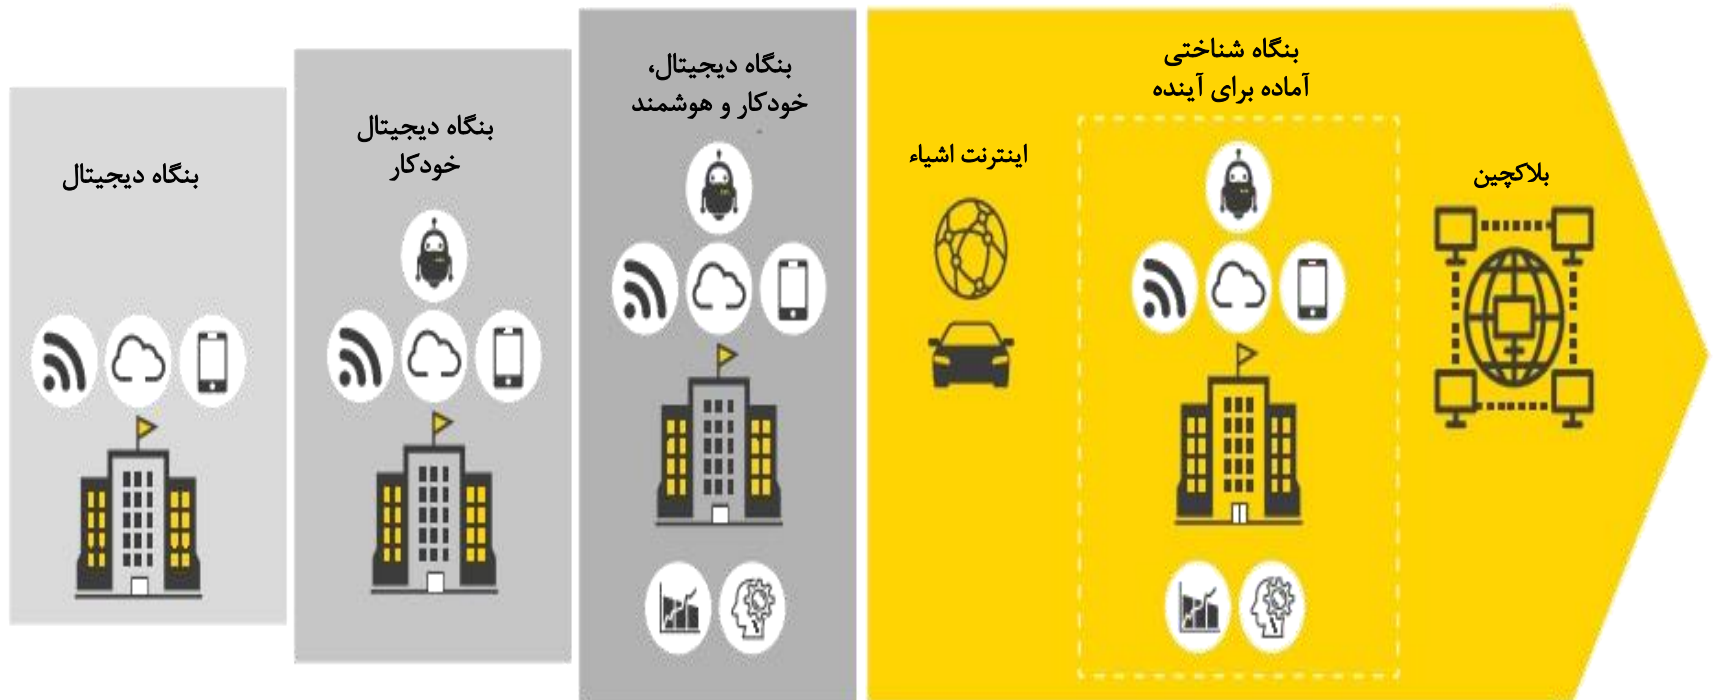 بنگاه دیجیتال
بنگاه دیجیتال
خودکار
بنگاه دیجیتال،
خودکار و هوشمند
بنگاه شناختی
آماده برای آینده
اینترنت اشیاء
بلاکچین